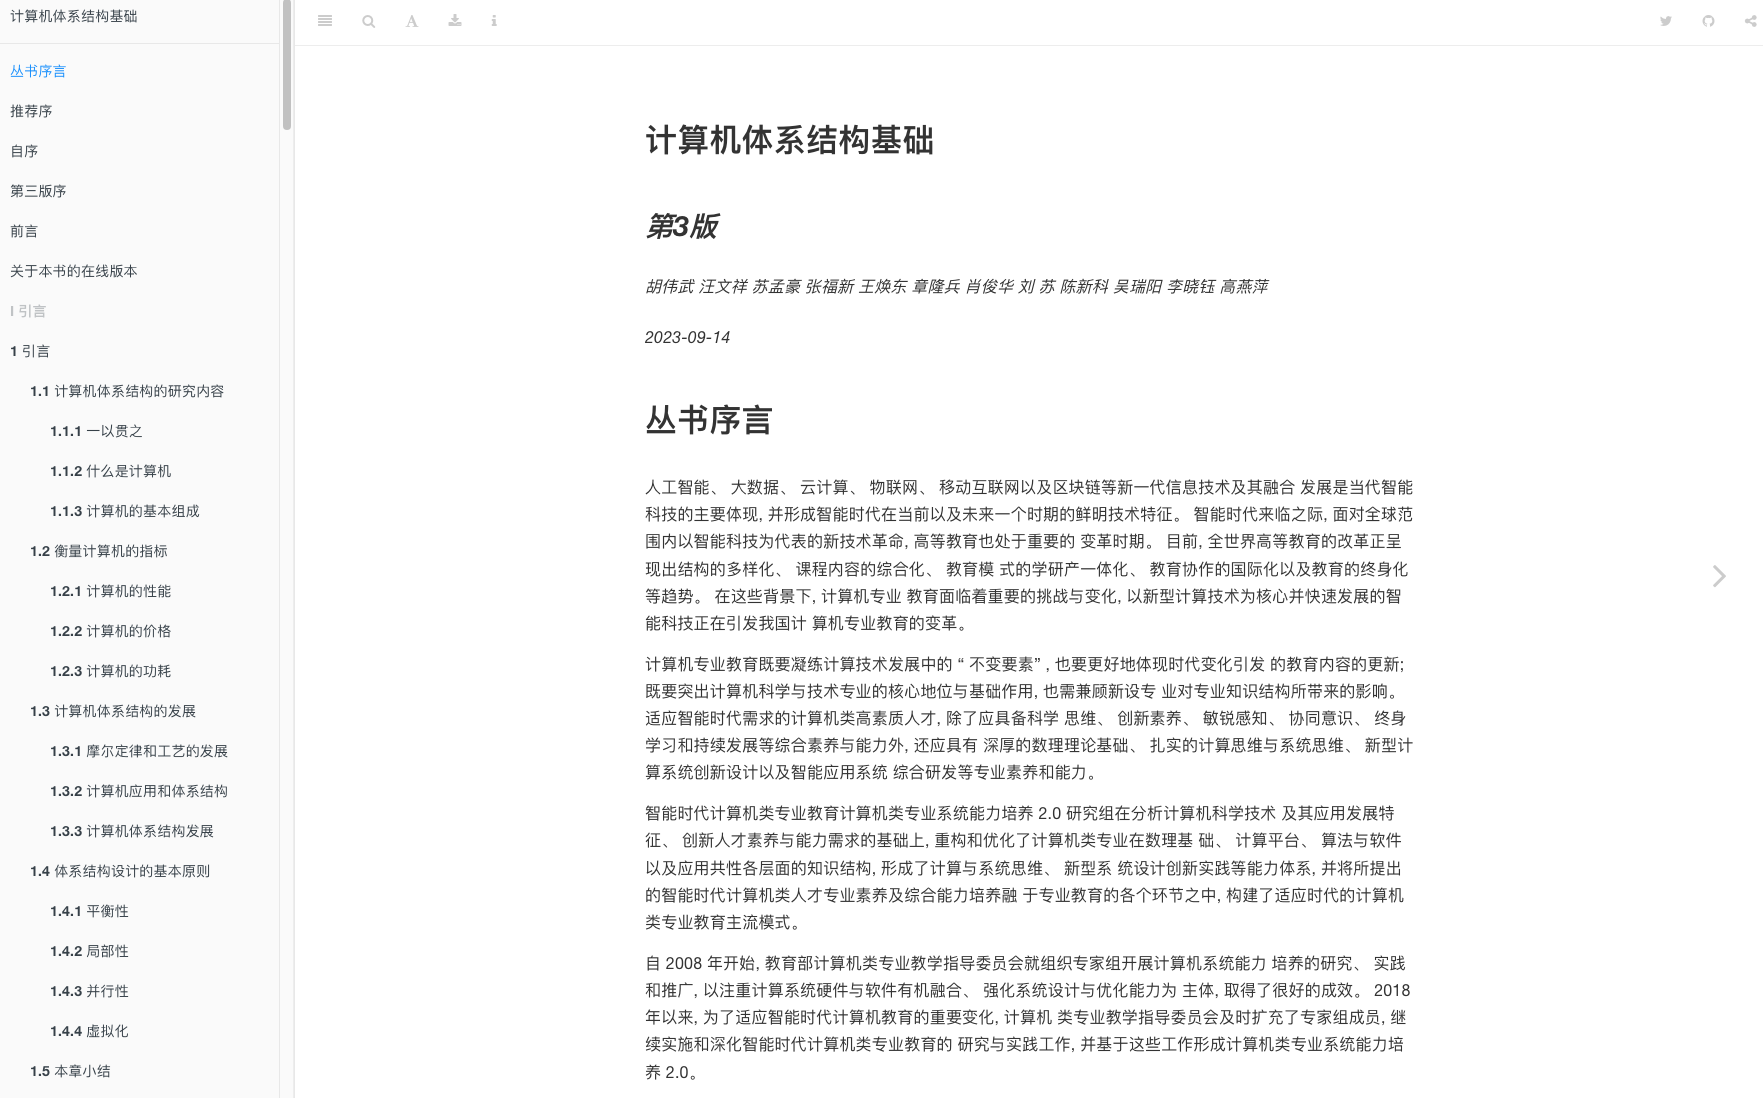 计算机体系结构基础
丛书序言
推荐序
自序
第三版序
前言
关于本书的在线版本
I 引言
1 引言
1.1 计算机体系结构的研究内容
1.1.1 一以贯之
1.1.2 什么是计算机
1.1.3 计算机的基本组成
1.2 衡量计算机的指标
1.2.1 计算机的性能
1.2.2 计算机的价格
1.2.3 计算机的功耗
1.3 计算机体系结构的发展
1.3.1 摩尔定律和工艺的发展
1.3.2 计算机应用和体系结构
1.3.3 计算机体系结构发展
1.4 体系结构设计的基本原则
1.4.1 平衡性
1.4.2 局部性
1.4.3 并行性
1.4.4 虚拟化
1.5 本章小结
计算机体系结构基础
第3版
胡伟武 汪文祥 苏孟豪 张福新 王焕东 章隆兵 肖俊华 刘 苏 陈新科 吴瑞阳 李晓钰 高燕萍
2023-09-14
丛书序言
人工智能、 大数据、 云计算、 物联网、 移动互联网以及区块链等新一代信息技术及其融合 发展是当代智能
科技的主要体现, 并形成智能时代在当前以及未来一个时期的鲜明技术特征。 智能时代来临之际, 面对全球范
围内以智能科技为代表的新技术革命, 高等教育也处于重要的 变革时期。 目前, 全世界高等教育的改革正呈
现出结构的多样化、 课程内容的综合化、 教育模 式的学研产一体化、 教育协作的国际化以及教育的终身化
等趋势。 在这些背景下, 计算机专业 教育面临着重要的挑战与变化, 以新型计算技术为核心并快速发展的智
能科技正在引发我国计 算机专业教育的变革。
计算机专业教育既要凝练计算技术发展中的 “ 不变要素” , 也要更好地体现时代变化引发 的教育内容的更新;
既要突出计算机科学与技术专业的核心地位与基础作用, 也需兼顾新设专 业对专业知识结构所带来的影响。
适应智能时代需求的计算机类高素质人才, 除了应具备科学 思维、 创新素养、 敏锐感知、 协同意识、 终身
学习和持续发展等综合素养与能力外, 还应具有 深厚的数理理论基础、 扎实的计算思维与系统思维、 新型计
算系统创新设计以及智能应用系统 综合研发等专业素养和能力。
智能时代计算机类专业教育计算机类专业系统能力培养 2.0 研究组在分析计算机科学技术 及其应用发展特
征、 创新人才素养与能力需求的基础上, 重构和优化了计算机类专业在数理基 础、 计算平台、 算法与软件
以及应用共性各层面的知识结构, 形成了计算与系统思维、 新型系 统设计创新实践等能力体系, 并将所提出
的智能时代计算机类人才专业素养及综合能力培养融 于专业教育的各个环节之中, 构建了适应时代的计算机
类专业教育主流模式。
自 2008 年开始, 教育部计算机类专业教学指导委员会就组织专家组开展计算机系统能力 培养的研究、 实践
和推广, 以注重计算系统硬件与软件有机融合、 强化系统设计与优化能力为 主体, 取得了很好的成效。 2018
年以来, 为了适应智能时代计算机教育的重要变化, 计算机 类专业教学指导委员会及时扩充了专家组成员, 继
续实施和深化智能时代计算机类专业教育的 研究与实践工作, 并基于这些工作形成计算机类专业系统能力培
养 2.0。